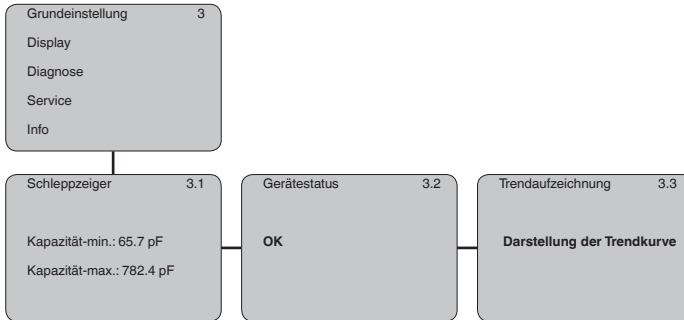 Grundeinstellung 3
Display
Diagnose
Service
Info
Schleppzeiger 3.1
Kapazität-min.: 65.7 pF
Kapazität-max.: 782.4 pF
Gerätestatus 3.2
OK
Trendaufzeichnung 3.3
Darstellung der Trendkurve